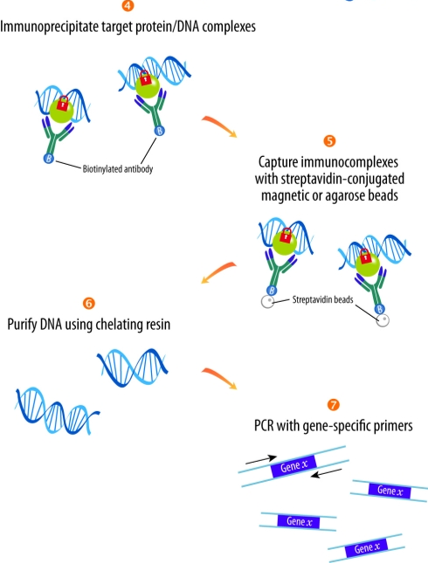 4
Immunoprecipitate target protein/DNA complexes
B
B
Biotinylated antibody
5
Capture immunocomplexes
with streptavidin-conjugated
magnetic or agarose beads
B
B
Streptavidin beads
6
Purify DNA using chelating resin
7
PCR with gene-specific primers
Gene x
Gene x
Gene x
Gene x